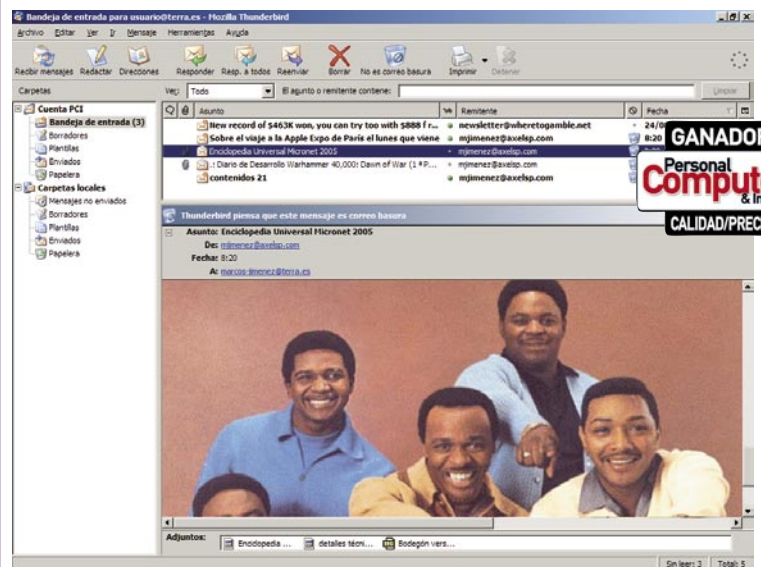 Bandeja de entrada para usuario@terra.es - Mozilla Thunderbird
Archivo Editar Ver Ir Mensaje Herramientas Ayuda
Recibir mensajes Redactar Direcciones Responder Resp. a todos Reenviar Borrar No es correo basura Imprimir Detener
Carpetas Ver: Todo El asunto o remitente contiene: Limpiar
Cuenta PCI
Bandeja de entrada (3)
Borradores
Plantillas
Enviados
Papelera
Carpetas locales
Mensajes no enviados
Borradores
Plantillas
Enviados
Papelera
Asunto Remitente Fecha
New record of $463K won, you can try too with $888 f r... newsletter@wheretogamble.net 24/0
Sobre el viaje a la Apple Expo de París el lunes que viene mjimenez@axelsp.com 8:20
Enciclopedia Universal Micronet 2005 mjimenez@axelsp.com
.: Diario de Desarrollo Warhammer 40,000: Dawn of War (1ªP... mjimenez@axelsp.com
contenidos 21 mjimenez@axelsp.com
GANADOR
Personal
Comput
& In
CALIDAD/PREC
Thunderbird piensa que este mensaje es correo basura
Asunto: Enciclopedia Universal Micronet 2005
De: mjimenez@axelsp.com
Fecha: 8:20
A: marcos-jimenez@terra.es
Adjuntos: Enciclopedia ... detalles técni... Bodegón vers...
Sin leer: 3 Total: 5